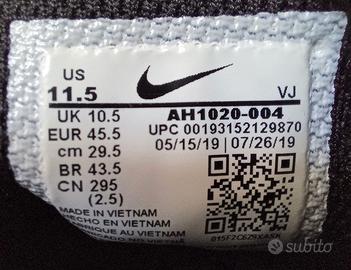 US
11.5
VJ
UK 10.5
AH1020-004
EUR 45.5
UPC 00193152129870
cm 29.5
05/15/19 | 07/26/19
BR 43.5
CN 295
(2.5)
MADE IN VIETNAM
HECHO EN VIETNAM
FABRICADO NO VIETNAM
subito